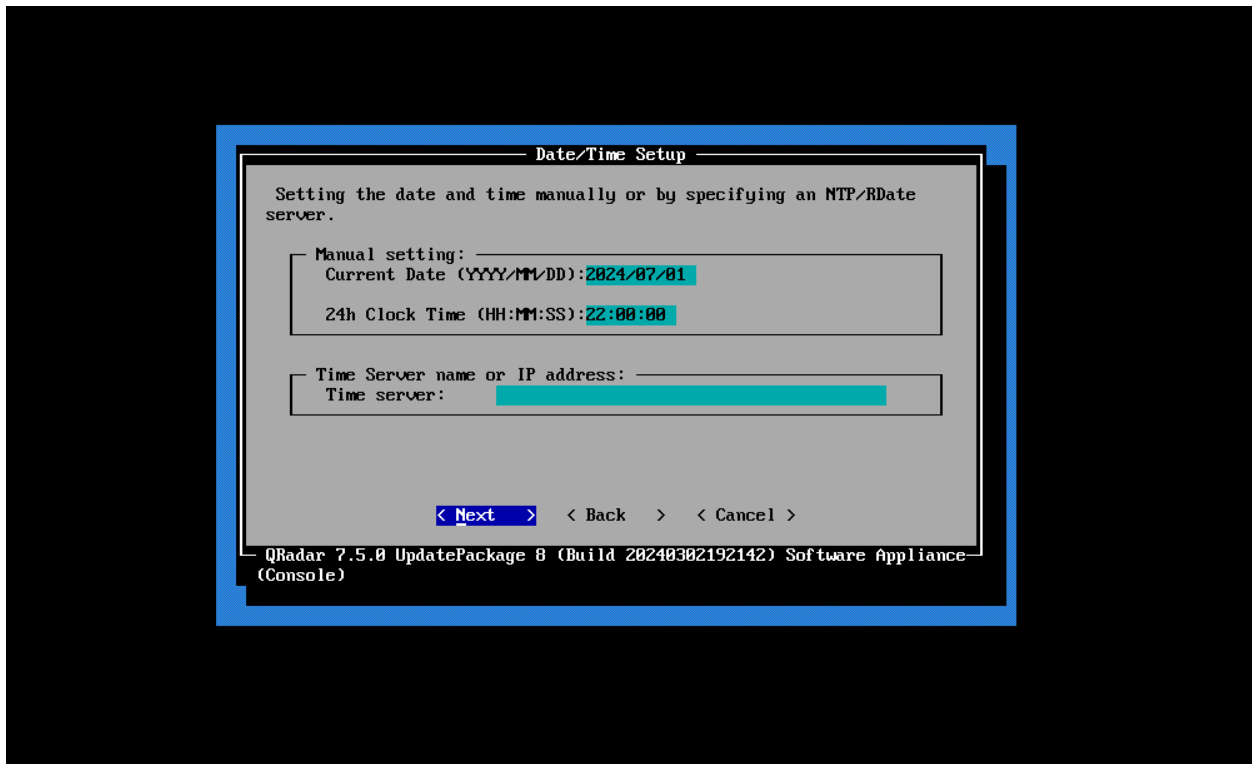 Date/Time Setup
Setting the date and time manually or by specifying an NTP/RDate
server.
Manual setting:
Current Date (YYYY/MM/DD):2024/07/01
24h Clock Time (HH:MM:SS):22:00:00
Time Server name or IP address:
Time server:
< Next > < Back > < Cancel >
QRadar 7.5.0 UpdatePackage 8 (Build 20240302192142) Software Appliance
(Console)